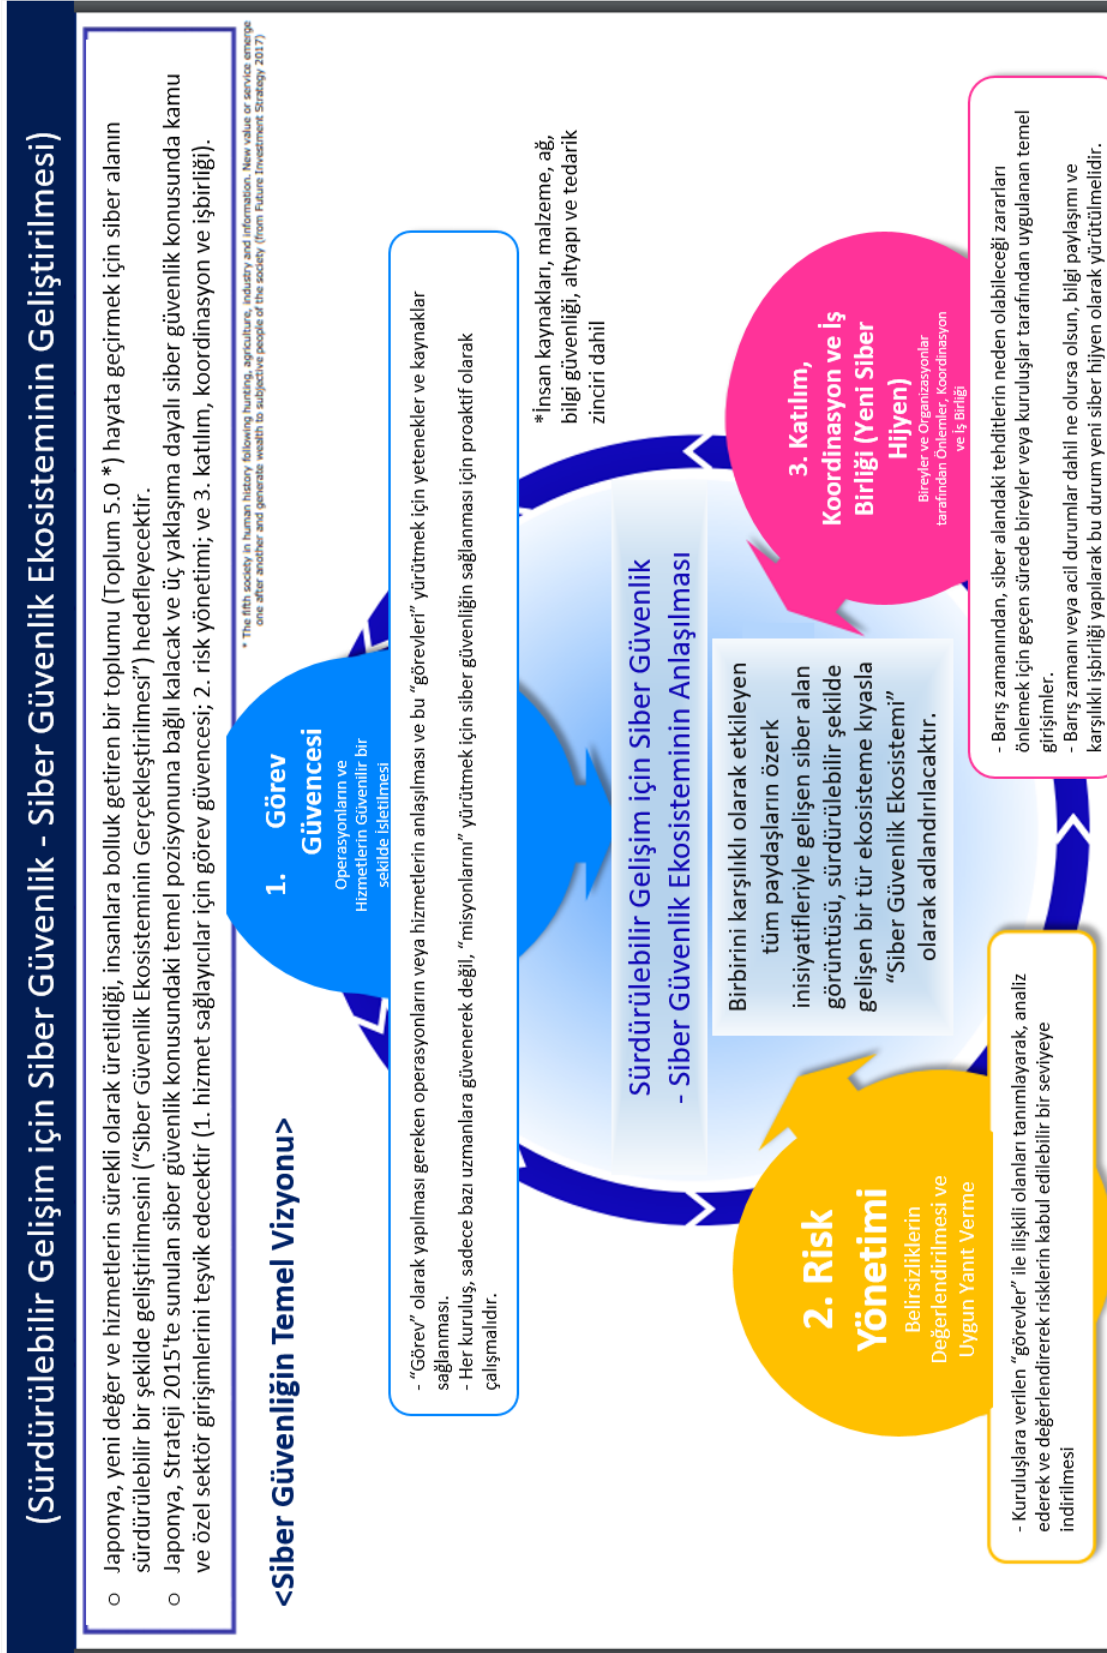 (Sürdürülebilir Gelişim için Siber Güvenlik - Siber Güvenlik Ekosisteminin Geliştirilmesi)
○ Japonya, yeni değer ve hizmetlerin sürekli olarak üretildiği, insanlara bolluk getiren bir toplumu (Toplum 5.0 *) hayata geçirmek için siber alanın
sürdürülebilir bir şekilde geliştirilmesini (“Siber Güvenlik Ekosisteminin Gerçekleştirilmesi”) hedefleyecektir.
○ Japonya, Strateji 2015'te sunulan siber güvenlik konusundaki temel pozisyonuna bağlı kalacak ve üç yaklaşıma dayalı siber güvenlik konusunda kamu
ve özel sektör girişimlerini teşvik edecektir (1. hizmet sağlayıcılar için görev güvencesi; 2. risk yönetimi; ve 3. katılım, koordinasyon ve işbirliği).
* The fifth society in human history following hunting, agriculture, industry and information. New value or service emerge
one after another and generate wealth to subjective people of the society (from Future Investment Strategy 2017)
<Siber Güvenliğin Temel Vizyonu>
1. Görev
Güvencesi
Operasyonların ve
Hizmetlerin Güvenilir bir
sekilde İsletilmesi
- “Görev” olarak yapılması gereken operasyonların veya hizmetlerin anlaşılması ve bu “görevleri” yürütmek için yetenekler ve kaynaklar
sağlanması.
- Her kuruluş, sadece bazı uzmanlara güvenerek değil, “misyonlarını” yürütmek için siber güvenliğin sağlanması için proaktif olarak
çalışmalıdır.
*İnsan kaynakları, malzeme, ağ,
bilgi güvenliği, altyapı ve tedarik
zinciri dahil
Sürdürülebilir Gelişim için Siber Güvenlik
- Siber Güvenlik Ekosisteminin Anlaşılması
Birbirini karşılıklı olarak etkileyen
tüm paydaşların özerk
inisiyatifleriyle gelişen siber alan
görüntüsü, sürdürülebilir şekilde
gelişen bir tür ekosisteme kıyasla
“Siber Güvenlik Ekosistemi”
olarak adlandırılacaktır.
2. Risk
Yönetimi
Belirsizliklerin
Değerlendirilmesi ve
Uygun Yanıt Verme
- Kuruluşlara verilen “görevler” ile ilişkili olanları tanımlayarak, analiz
ederek ve değerlendirerek risklerin kabul edilebilir bir seviyeye
indirilmesi
3. Katılım,
Koordinasyon ve İş
Birliği (Yeni Siber
Hijyen)
Bireyler ve Organizasyonlar
tarafından Önlemler, Koordinasyon
ve İş Birliği
- Barış zamanından, siber alandaki tehditlerin neden olabileceği zararları
önlemek için geçen sürede bireyler veya kuruluşlar tarafından uygulanan temel
girişimler.
- Barış zamanı veya acil durumlar dahil ne olursa olsun, bilgi paylaşımı ve
karşılıklı işbirliği yapılarak bu durum yeni siber hijyen olarak yürütülmelidir.